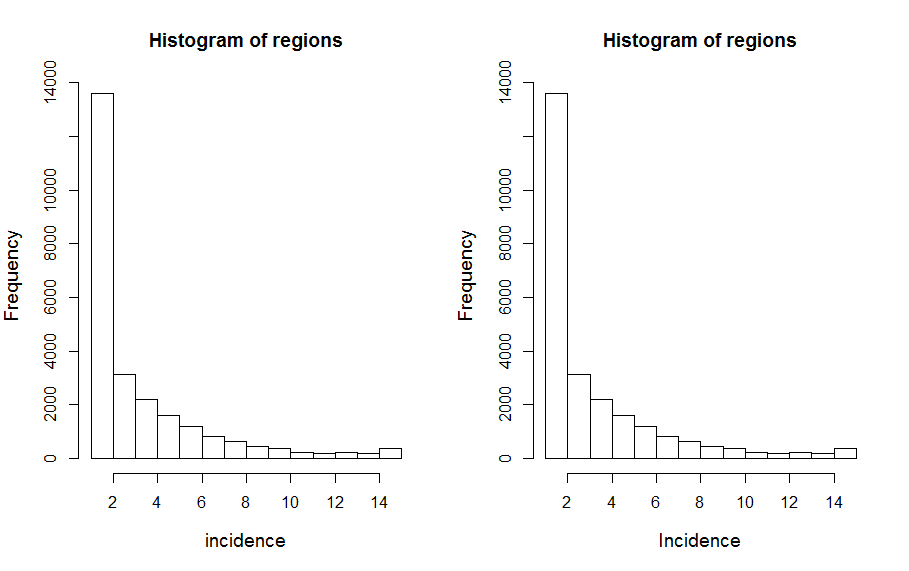 Histogram of regions
Frequency
14000
10000
8000
6000
4000
2000
0
2 4 6 8 10 12 14
incidence
Histogram of regions
Frequency
14000
10000
8000
6000
4000
2000
0
2 4 6 8 10 12 14
Incidence